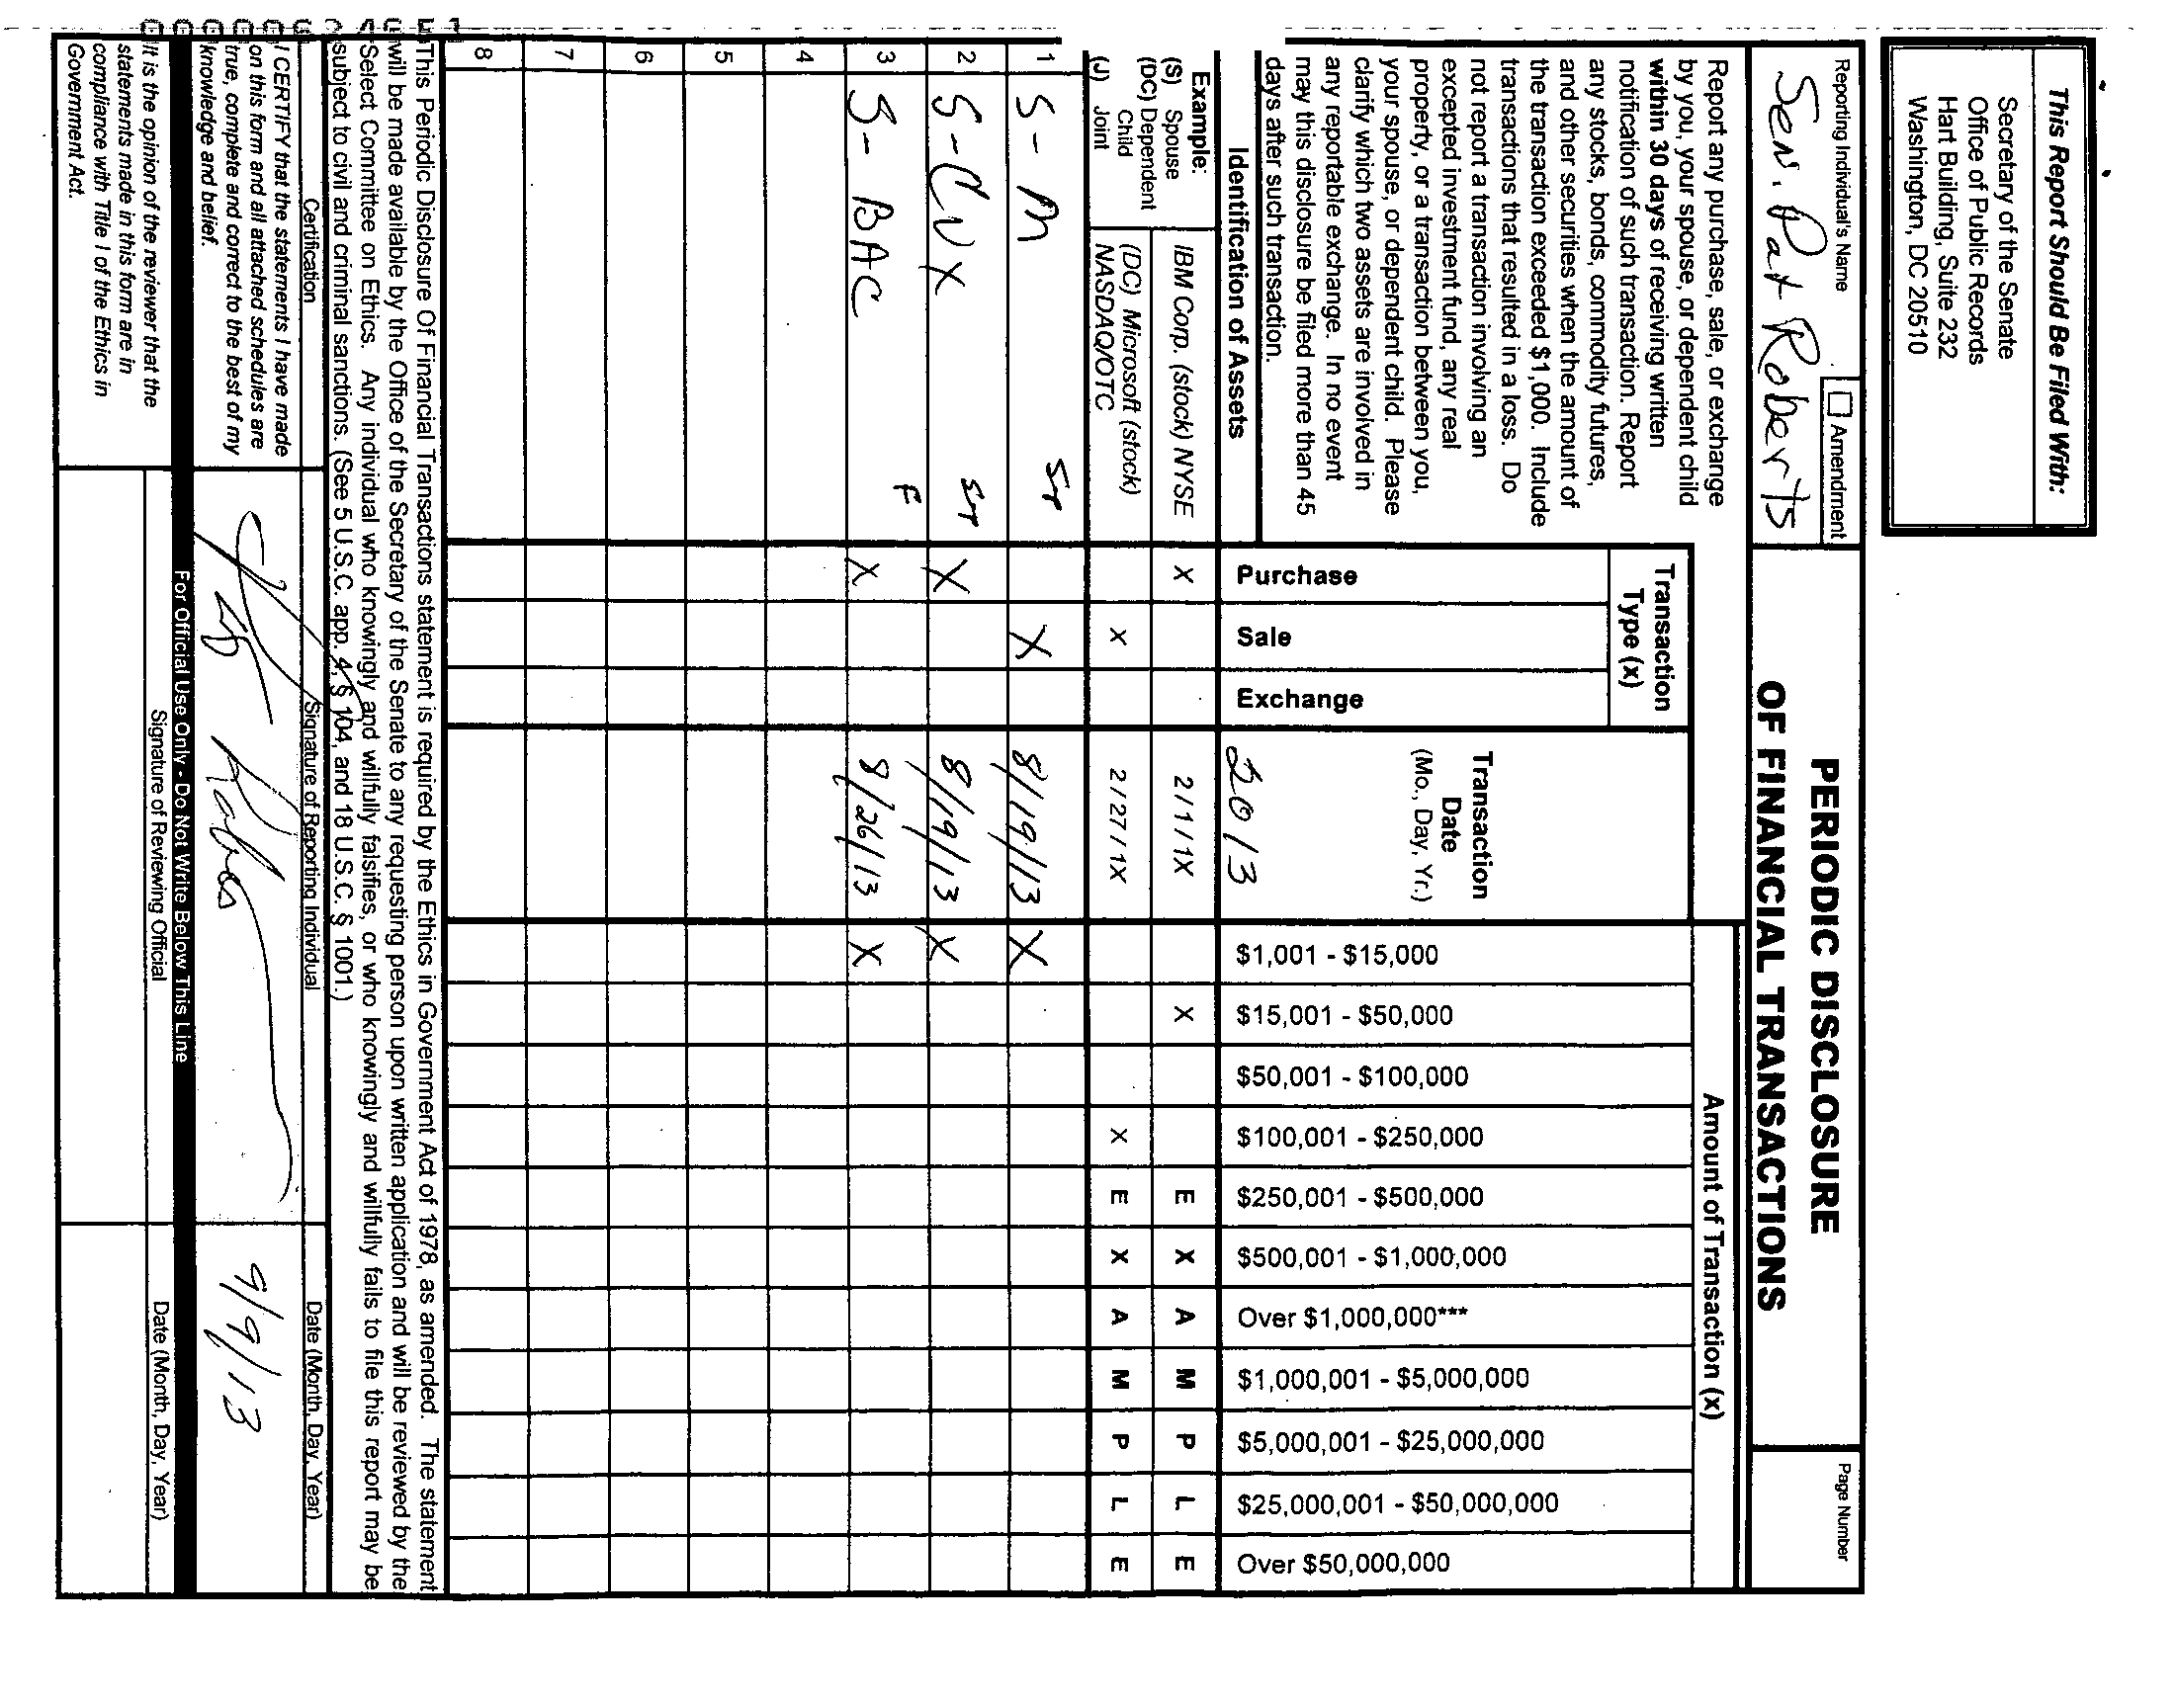 This Report Should Be Filed With:
Secretary of the Senate
Office of Public Records
Hart Building, Suite 232
Washington, DC 20510
Reporting Individual's Name
Amendment
Sen. Pat Roberts
PERIODIC DISCLOSURE
OF FINANCIAL TRANSACTIONS
Page Number
Report any purchase, sale, or exchange
by you, your spouse, or dependent child
within 30 days of receiving written
notification of such transaction. Report
any stocks, bonds, commodity futures,
and other securities when the amount of
the transaction exceeded $1,000. Include
transactions that resulted in a loss. Do
not report a transaction involving an
excepted investment fund, any real
property, or a transaction between you,
your spouse, or dependent child. Please
clarify which two assets are involved in
any reportable exchange. In no event
may this disclosure be filed more than 45
days after such transaction.
Identification of Assets
Transaction
Type (x)
Purchase
Sale
Exchange
Transaction
Date
(Mo., Day, Yr.)
2013
Amount of Transaction (x)
$1,001 - $15,000
$15,001 - $50,000
$50,001 - $100,000
$100,001 - $250,000
$250,001 - $500,000
$500,001 - $1,000,000
Over $1,000,000***
$1,000,001 - $5,000,000
$5,000,001 - $25,000,000
$25,000,001 - $50,000,000
Over $50,000,000
Example:
(S) Spouse
(DC) Dependent
Child
(J) Joint
IBM Corp. (stock) NYSE X 2/1/1X X E X A M P L E
(DC) Microsoft (stock)
NASDAQ/OTC X 2/27/1X X E X A M P L E
1 S- M X 8/19/13 X
2 S- CNX X 8/19/13 X
3 S- BAC F X 8/26/13 X
4
5
6
7
8
This Periodic Disclosure Of Financial Transactions statement is required by the Ethics in Government Act of 1978, as amended. The statement
will be made available by the Office of the Secretary of the Senate to any requesting person upon written application and will be reviewed by the
Select Committee on Ethics. Any individual who knowingly and willfully falsifies, or who knowingly and willfully fails to file this report may be
subject to civil and criminal sanctions. (See 5 U.S.C. app. 4, § 104, and 18 U.S.C. § 1001.)
Certification
Signature of Reporting Individual
Date (Month, Day, Year)
I CERTIFY that the statements I have made
on this form and all attached schedules are
true, complete and correct to the best of my
knowledge and belief.
9/9/13
For Official Use Only - Do Not Write Below This Line
It is the opinion of the reviewer that the
statements made in this form are in
compliance with Title I of the Ethics in
Government Act.
Signature of Reviewing Official
Date (Month, Day, Year)